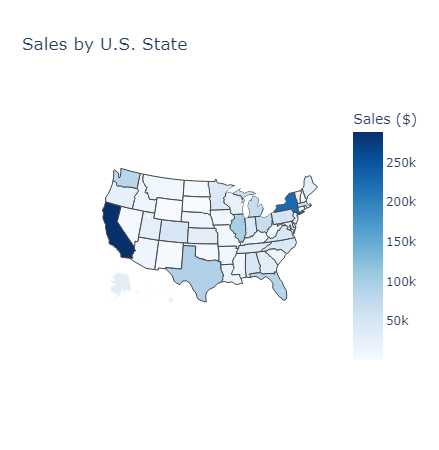 Sales by U.S. State
Sales ($)
250k
200k
150k
100k
50k